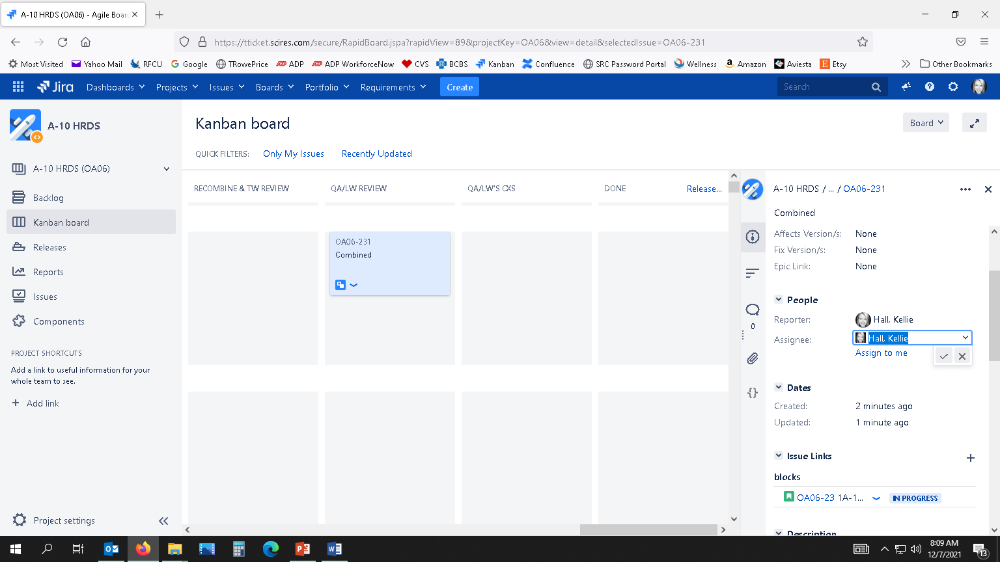 A-10 HRDS (OA06) - Agile Board
https://tticket.scires.com/secure/RapidBoard.jspa?rapidView=89&projectKey=OA06&view=detail&selectedIssue=OA06-231
Most Visited Yahoo Mail RFCU Google TRowePrice ADP ADP WorkforceNow CVS BCBS Kanban Confluence SRC Password Portal Wellness Amazon Aviesta Etsy Other Bookmarks
Jira Dashboards Projects Issues Boards Portfolio Requirements Create Search
A-10 HRDS
A-10 HRDS (OA06)
Backlog
Kanban board
Releases
Reports
Issues
Components
PROJECT SHORTCUTS
Add a link to useful information for your
whole team to see.
+ Add link
Project settings
Kanban board
Board
QUICK FILTERS: Only My Issues Recently Updated
RECOMBINE & TW REVIEW QA/LW REVIEW QA/LW'S CXS DONE Release...
OA06-231
Combined
A-10 HRDS / ... / OA06-231
Combined
Affects Version/s: None
Fix Version/s: None
Epic Link: None
People
Reporter: Hall, Kellie
Assignee: Hall, Kellie
Assign to me
0
Dates
Created: 2 minutes ago
Updated: 1 minute ago
Issue Links
blocks
OA06-23 1A-1... IN PROGRESS
Description
8:09 AM
12/7/2021
13